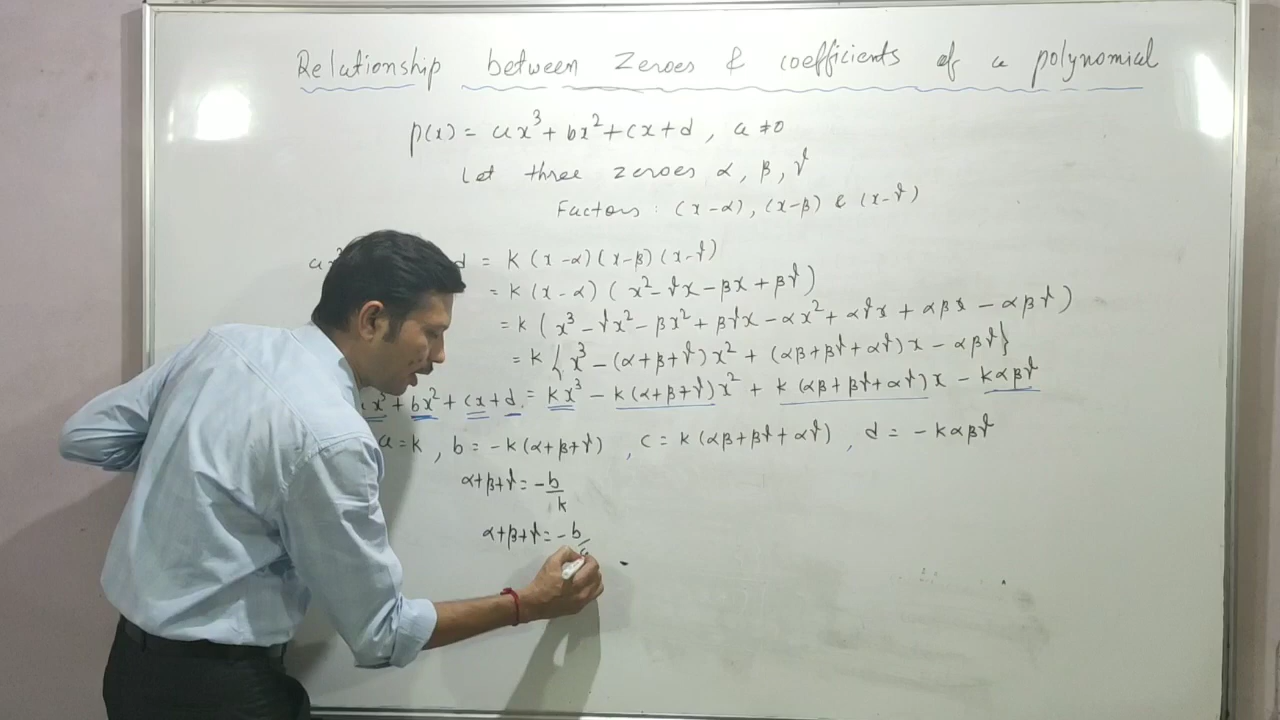 Relationship between Zeroes & coefficients of a polynomial
p(x) = ax³ + bx² + cx + d , a ≠ 0
Let three zeroes α, β, γ
Factors : (x-α), (x-β) & (x-γ)
d = K (x-α)(x-β)(x-γ)
= K (x-α) ( x² - γx - βx + βγ )
= K ( x³ - γx² - βx² + βγx - αx² + αγx + αβx - αβγ )
= K { x³ - (α+β+γ) x² + (αβ+βγ+αγ) x - αβγ }
x³ + bx² + cx + d = Kx³ - K(α+β+γ)x² + K (αβ+βγ+αγ) x - Kαβγ
a = K , b = -K (α+β+γ) , c = K (αβ+βγ+αγ) , d = - Kαβγ
α+β+γ = -b/K
α+β+γ = -b/